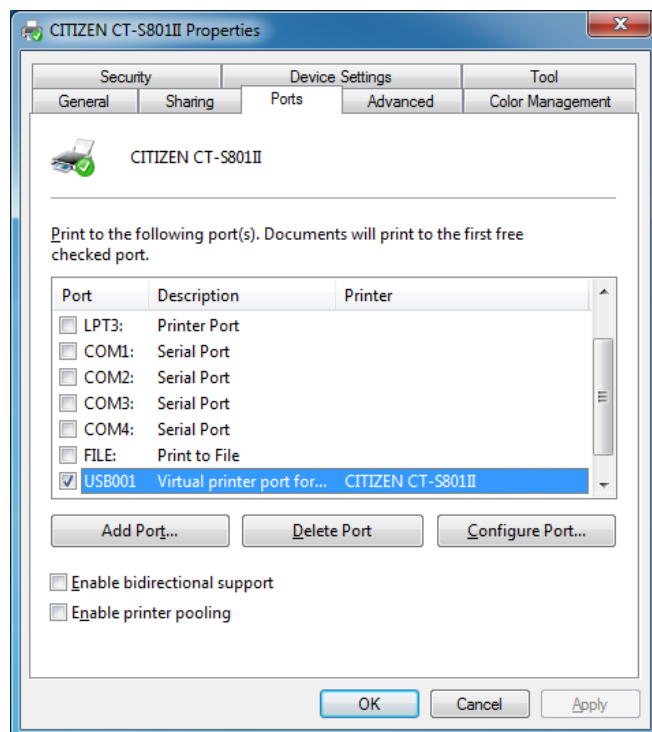 CITIZEN CT-S801II Properties
Security Device Settings Tool
General Sharing Ports Advanced Color Management
CITIZEN CT-S801II
Print to the following port(s). Documents will print to the first free
checked port.
Port Description Printer
LPT3: Printer Port
COM1: Serial Port
COM2: Serial Port
COM3: Serial Port
COM4: Serial Port
FILE: Print to File
USB001 Virtual printer port for... CITIZEN CT-S801II
Add Port... Delete Port Configure Port...
Enable bidirectional support
Enable printer pooling
OK Cancel Apply